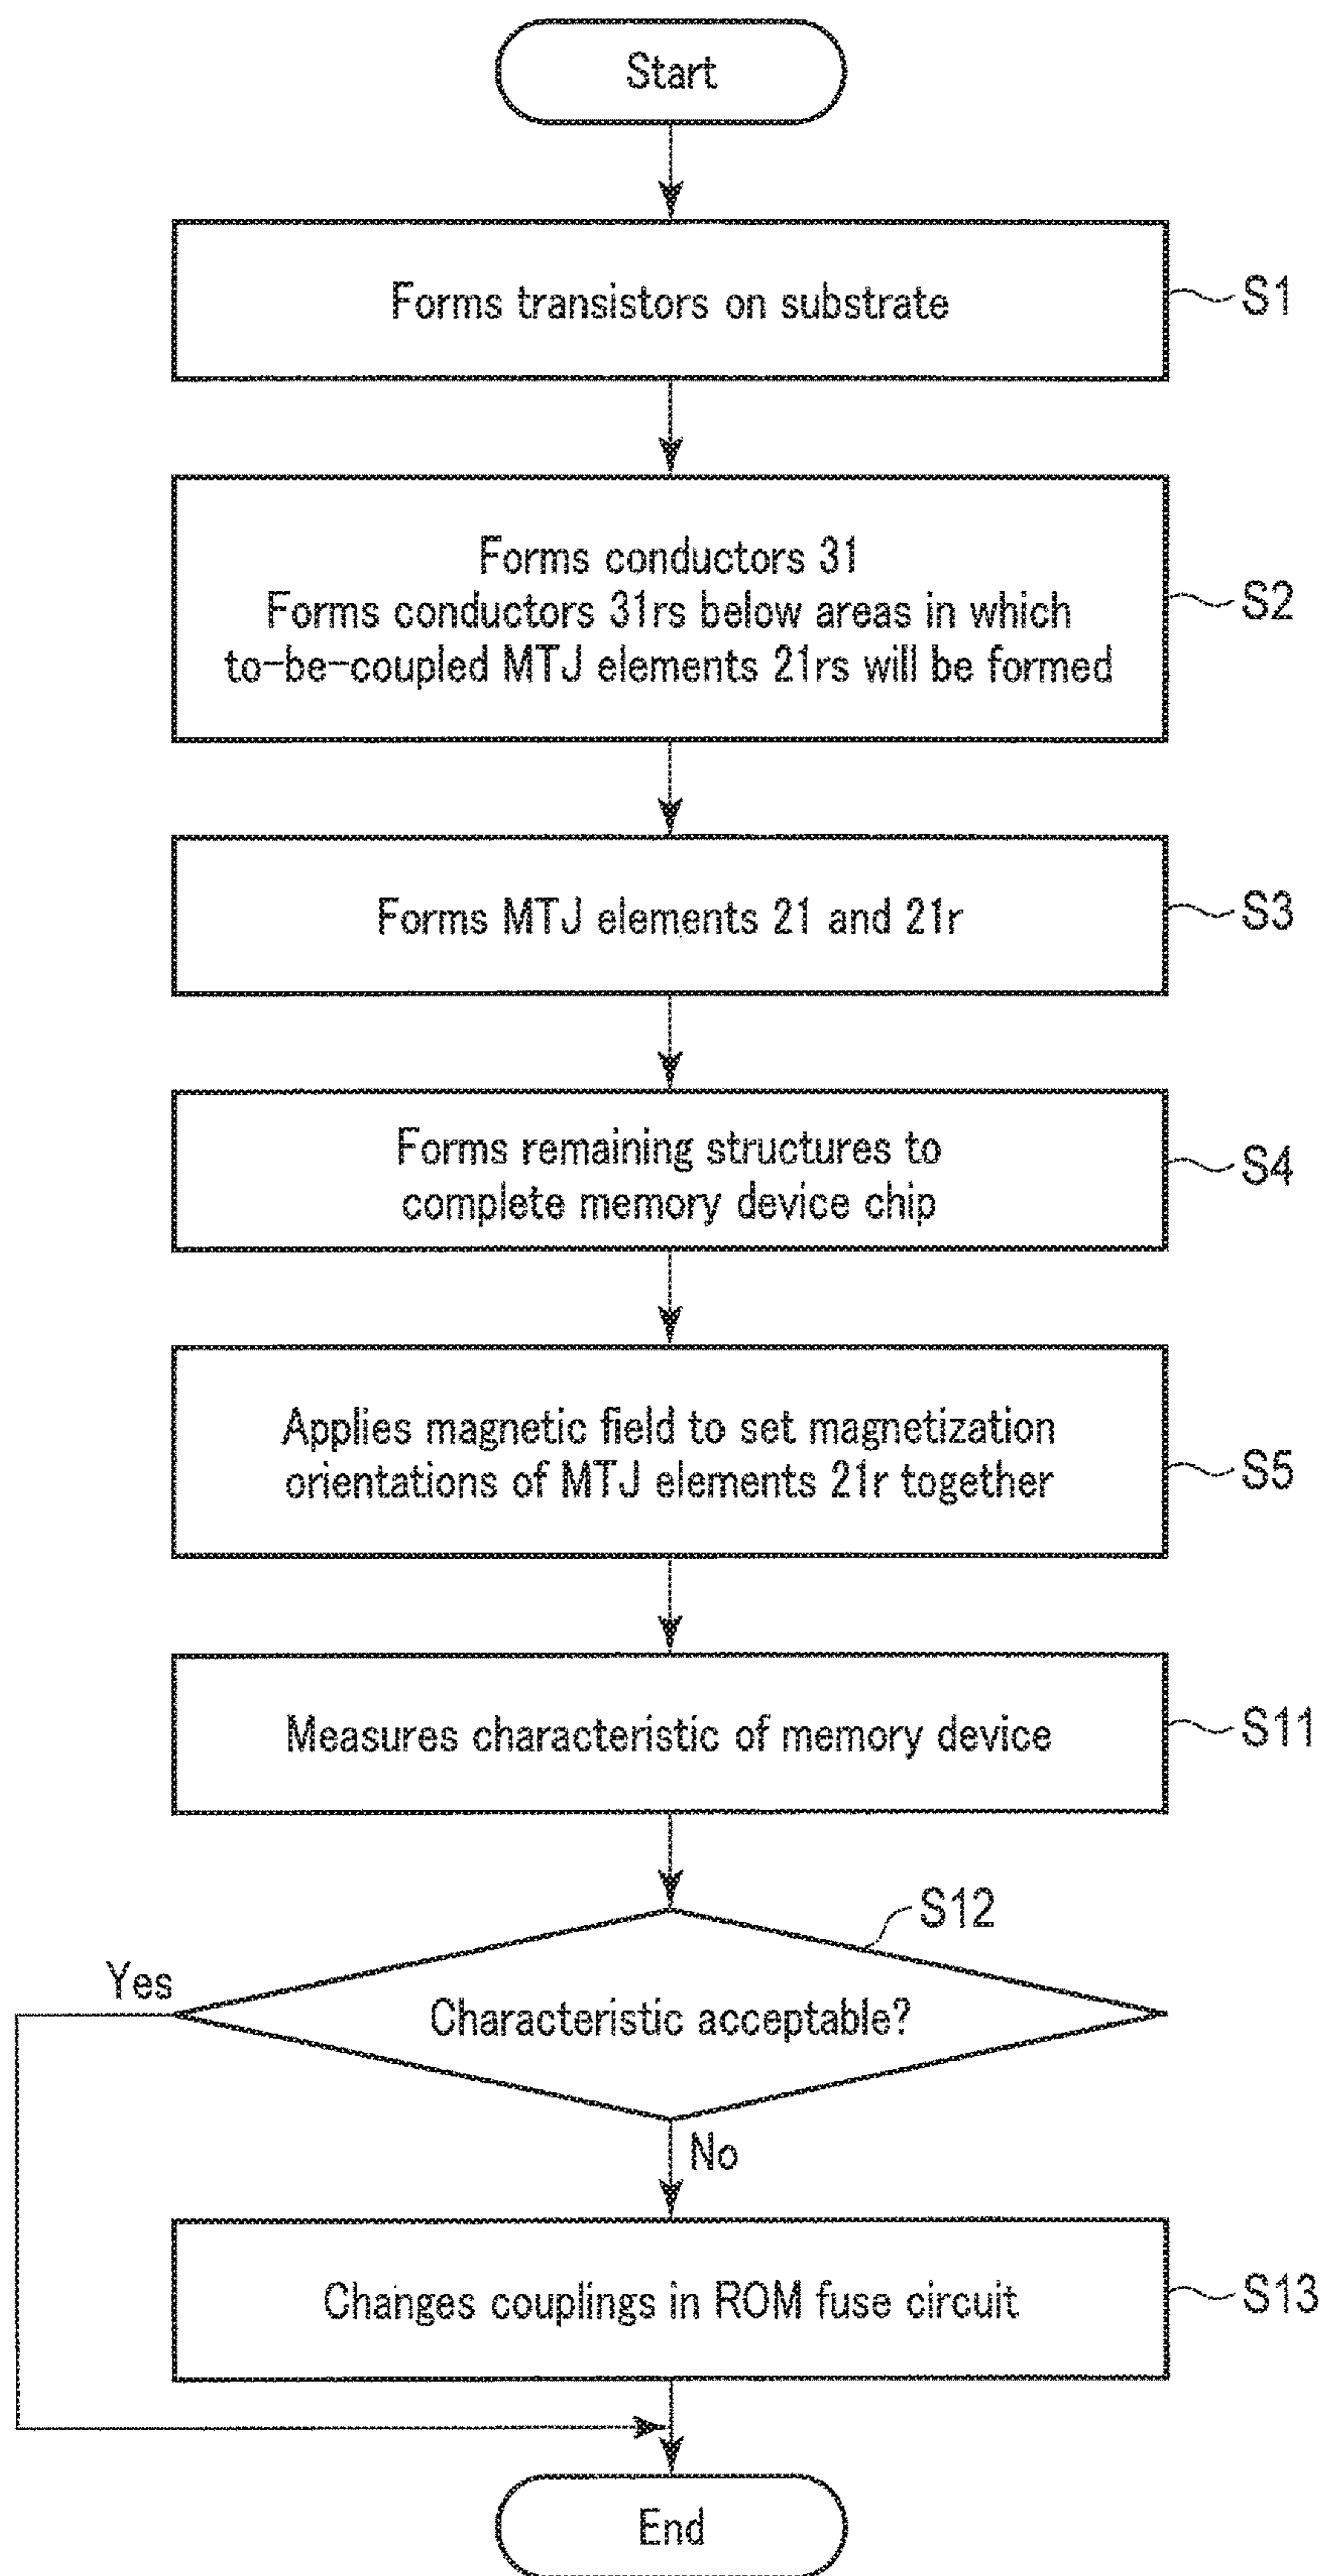 Start
Forms transistors on substrate
S1
Forms conductors 31
Forms conductors 31rs below areas in which
to-be-coupled MTJ elements 21rs will be formed
S2
Forms MTJ elements 21 and 21r
S3
Forms remaining structures to
complete memory device chip
S4
Applies magnetic field to set magnetization
orientations of MTJ elements 21r together
S5
Measures characteristic of memory device
S11
S12
Yes
Characteristic acceptable?
No
Changes couplings in ROM fuse circuit
S13
End